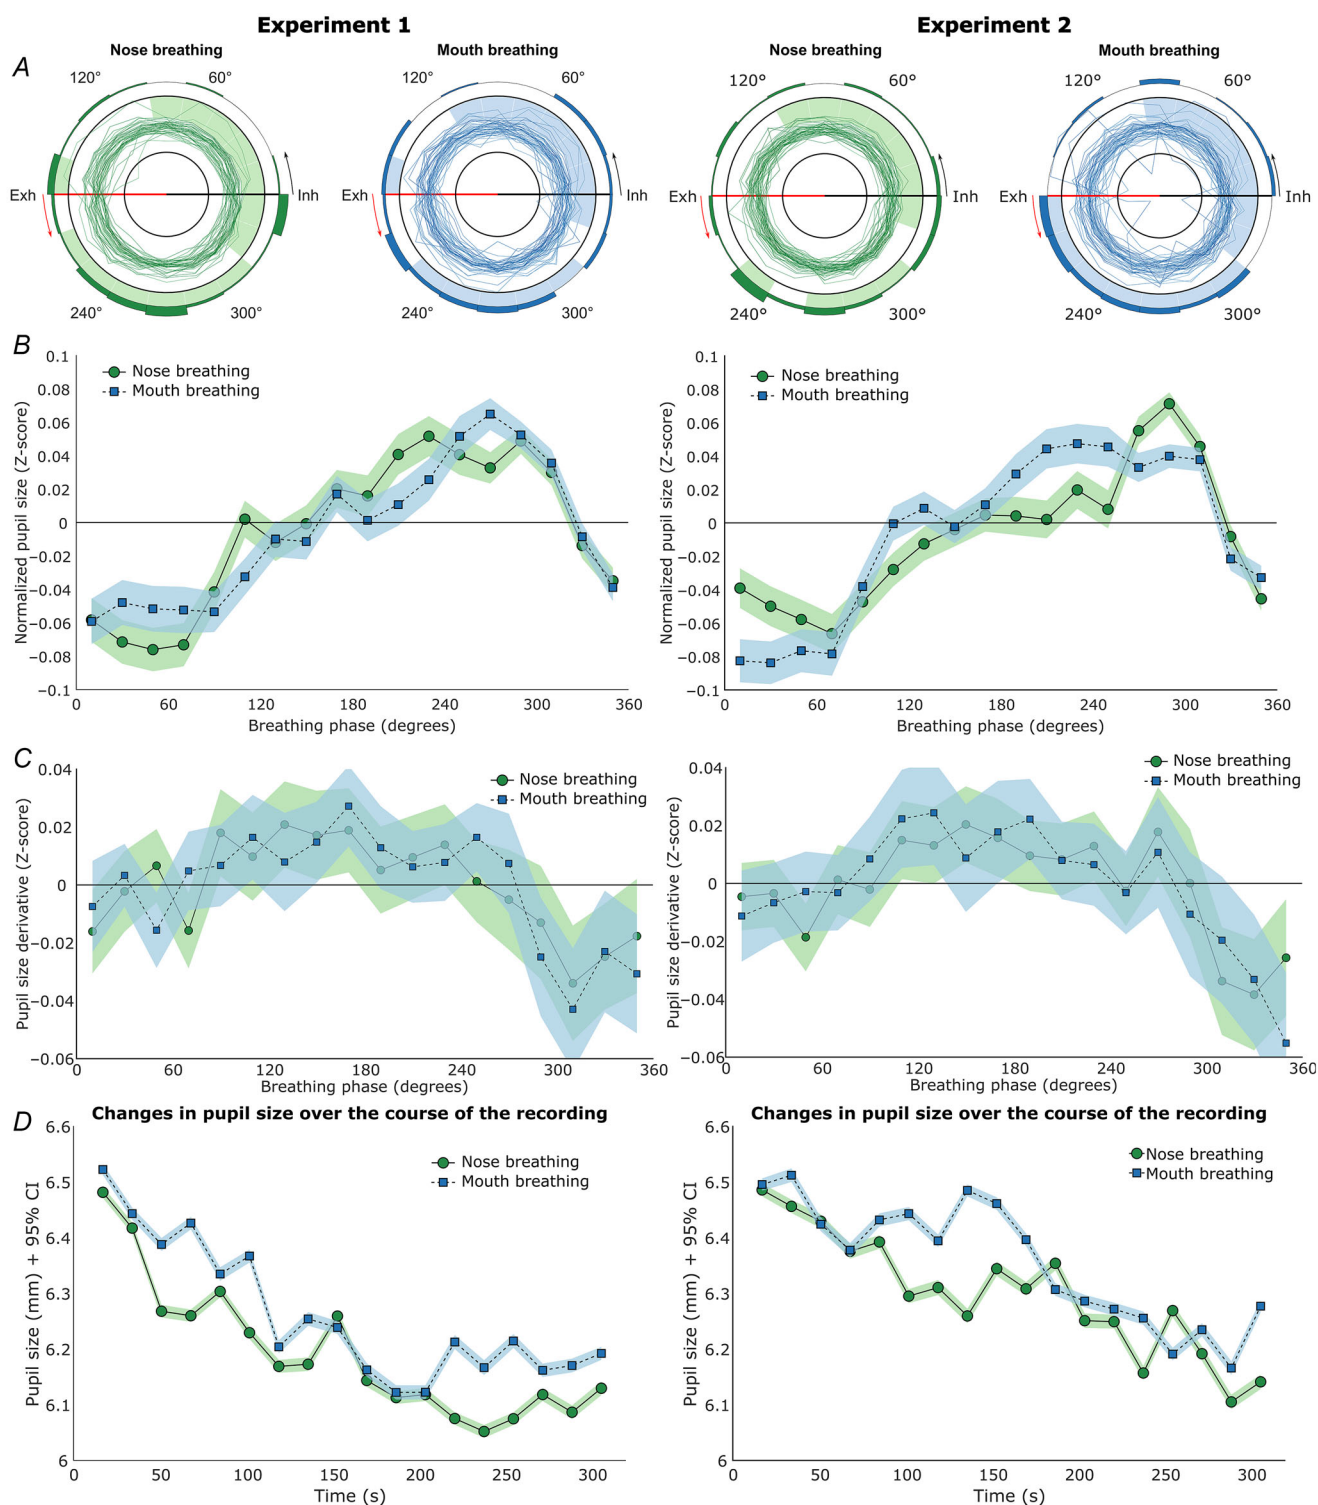 Experiment 1
Experiment 2
A
Nose breathing
Mouth breathing
Nose breathing
Mouth breathing
120°
60°
120°
60°
120°
60°
120°
60°
Exh
Inh
Exh
Inh
Exh
Inh
Exh
Inh
240°
300°
240°
300°
240°
300°
240°
300°
B
Normalized pupil size (Z-score)
0.1
0.08
0.06
0.04
0.02
0
−0.02
−0.04
−0.06
−0.08
−0.1
Nose breathing
Mouth breathing
0
60
120
180
240
300
360
Breathing phase (degrees)
Normalized pupil size (Z-score)
0.1
0.08
0.06
0.04
0.02
0
−0.02
−0.04
−0.06
−0.08
−0.1
Nose breathing
Mouth breathing
0
60
120
180
240
300
360
Breathing phase (degrees)
C
Pupil size derivative (Z-score)
0.04
0.02
0
−0.02
−0.04
−0.06
Nose breathing
Mouth breathing
0
60
120
180
240
300
360
Breathing phase (degrees)
Pupil size derivative (Z-score)
0.04
0.02
0
−0.02
−0.04
−0.06
Nose breathing
Mouth breathing
0
60
120
180
240
300
360
Breathing phase (degrees)
D
Changes in pupil size over the course of the recording
Pupil size (mm) + 95% CI
6.6
6.5
6.4
6.3
6.2
6.1
6
Nose breathing
Mouth breathing
0
50
100
150
200
250
300
Time (s)
Changes in pupil size over the course of the recording
Pupil size (mm) + 95% CI
6.6
6.5
6.4
6.3
6.2
6.1
6
Nose breathing
Mouth breathing
0
50
100
150
200
250
300
Time (s)